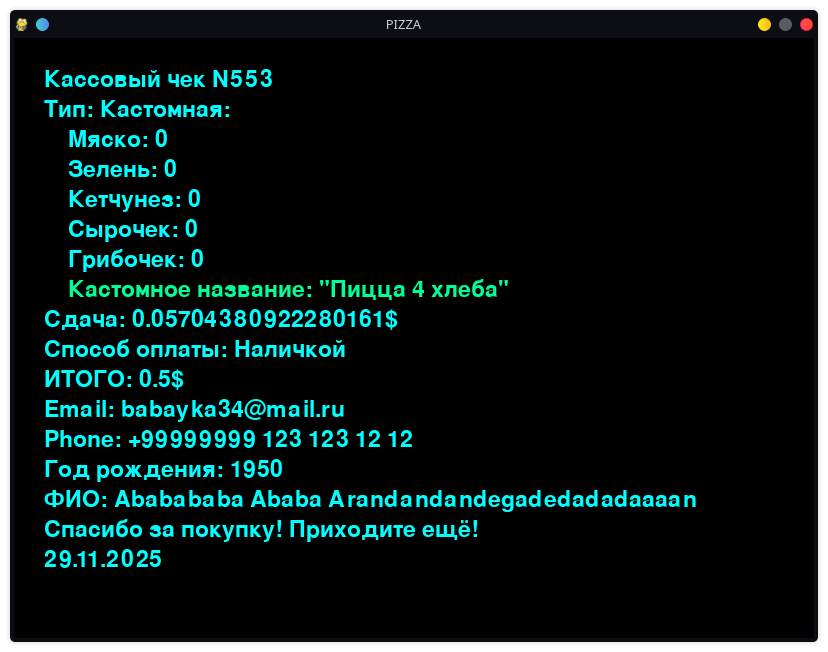 PIZZA
Кассовый чек N553
Тип: Кастомная:
Мяско: 0
Зелень: 0
Кетчунез: 0
Сырочек: 0
Грибочек: 0
Кастомное название: "Пицца 4 хлеба"
Сдача: 0.05704380922280161$
Способ оплаты: Наличкой
ИТОГО: 0.5$
Email: babayka34@mail.ru
Phone: +99999999 123 123 12 12
Год рождения: 1950
ФИО: Ababababa Ababa Arandandandegadedadadaaaan
Спасибо за покупку! Приходите ещё!
29.11.2025